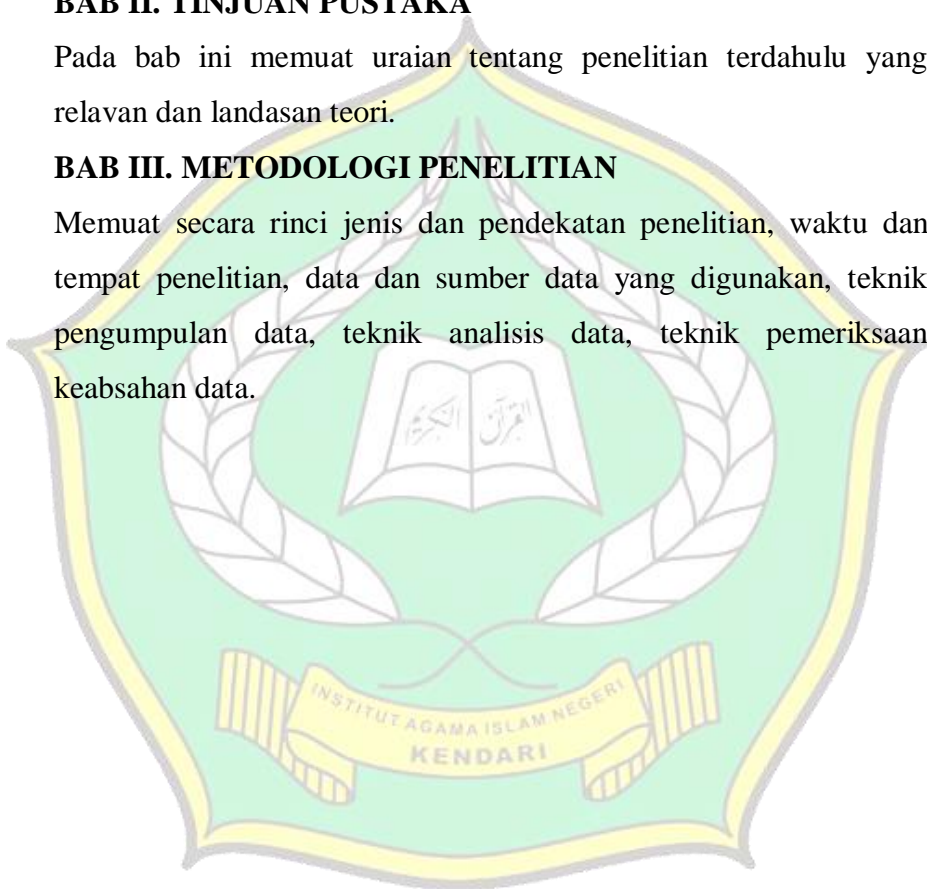 BAB II. TINJUAN PUSTAKA
Pada bab ini memuat uraian tentang penelitian terdahulu yang
relavan dan landasan teori.
BAB III. METODOLOGI PENELITIAN
Memuat secara rinci jenis dan pendekatan penelitian, waktu dan
tempat penelitian, data dan sumber data yang digunakan, teknik
pengumpulan data, teknik analisis data, teknik pemeriksaan
keabsahan data.
القرآن الكريم
INSTITUT AGAMA ISLAM NEGERI
KENDARI